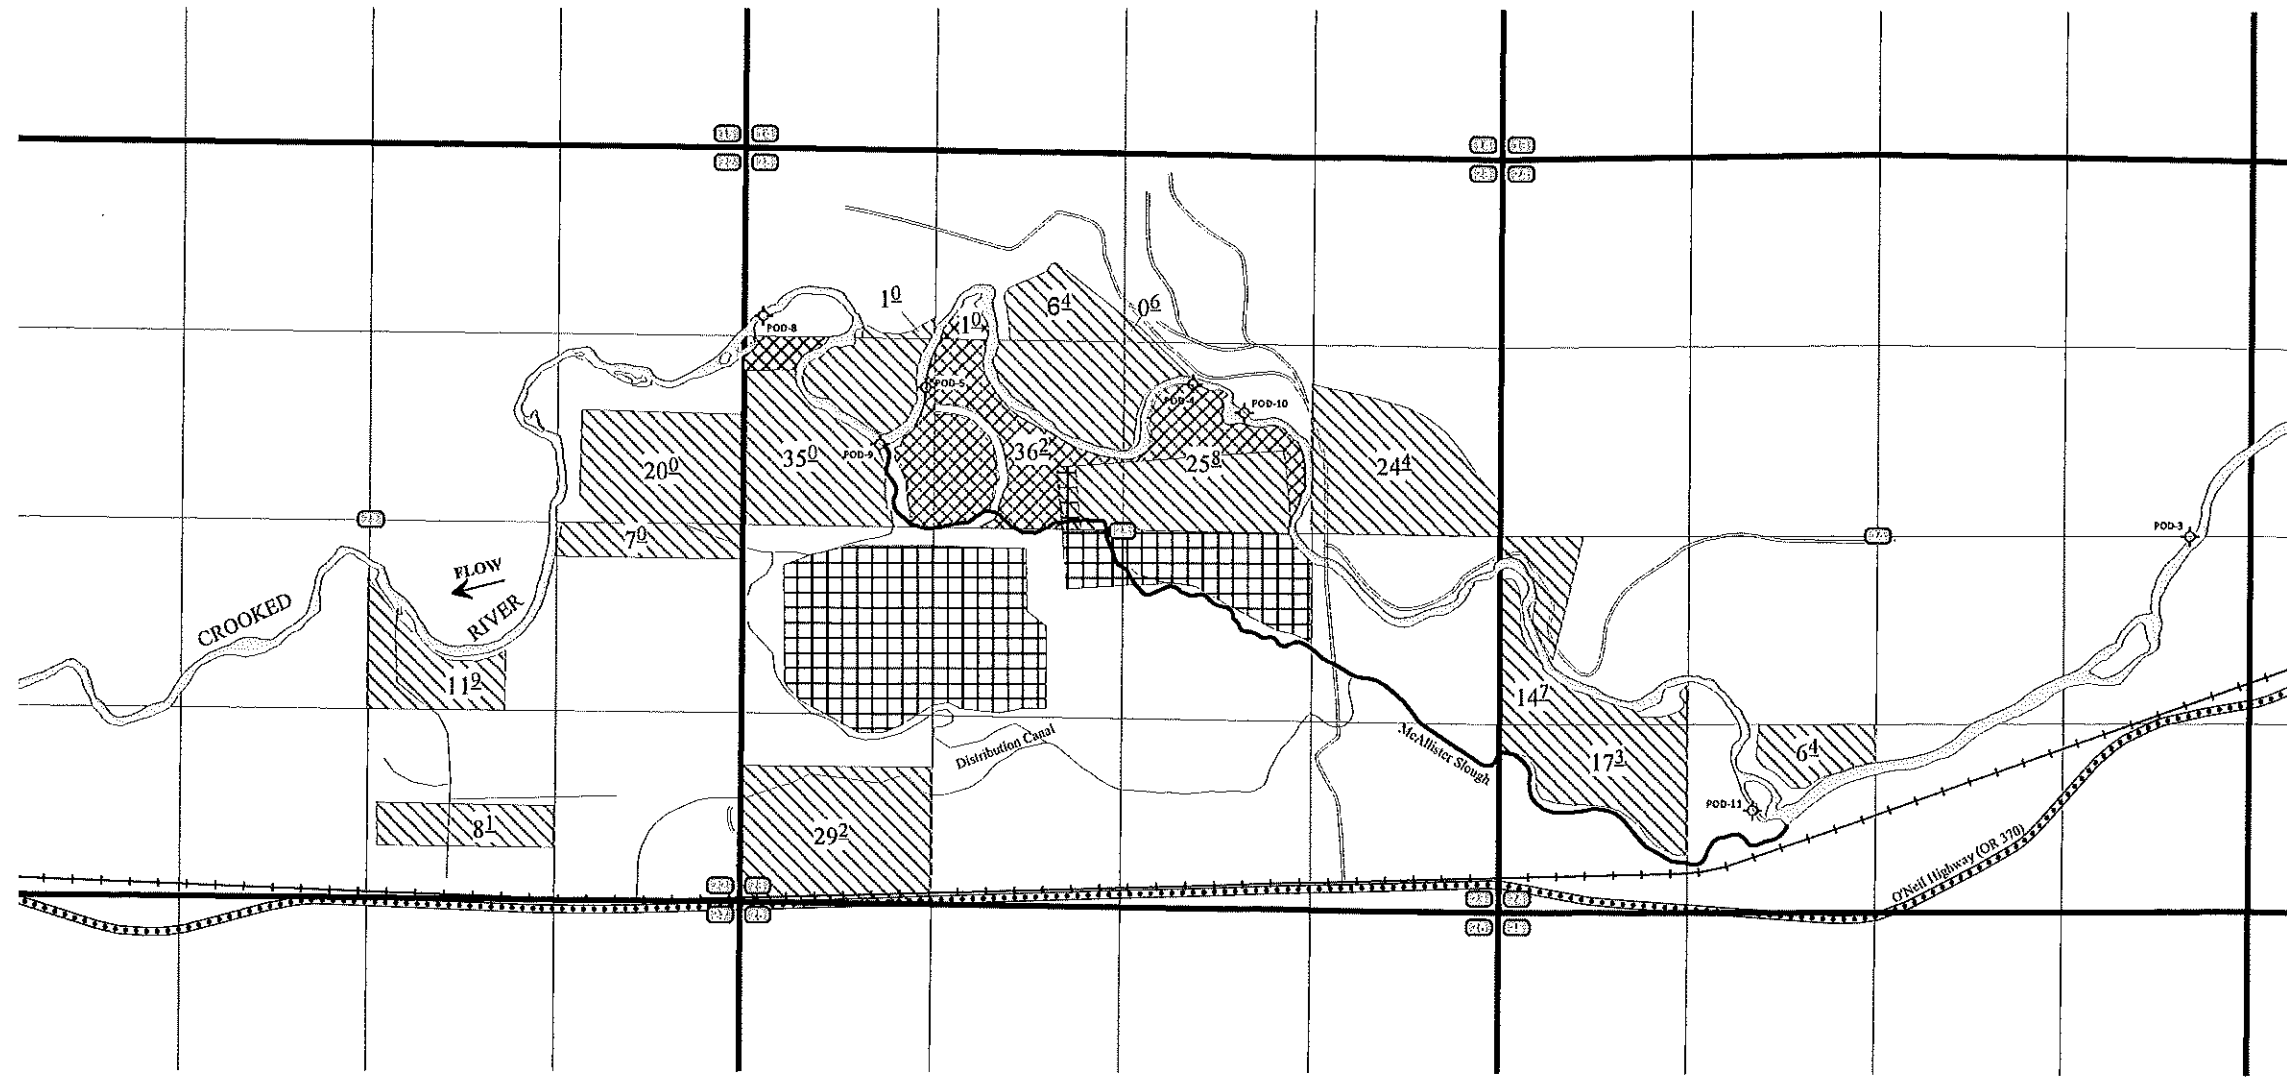 1<u>0</u>
1<u>0</u>
6<u>4</u>
0<u>6</u>
POD-8
POD-5
POD-4
POD-10
35<u>0</u>
POD-9
36<u>2</u>
25<u>8</u>
24<u>4</u>
20<u>0</u>
7<u>0</u>
POD-3
FLOW
CROOKED
RIVER
11<u>9</u>
14<u>7</u>
Distribution Canal
McAllister Slough
17<u>3</u>
6<u>4</u>
POD-11
8<u>1</u>
29<u>2</u>
O'Neil Highway (OR 370)